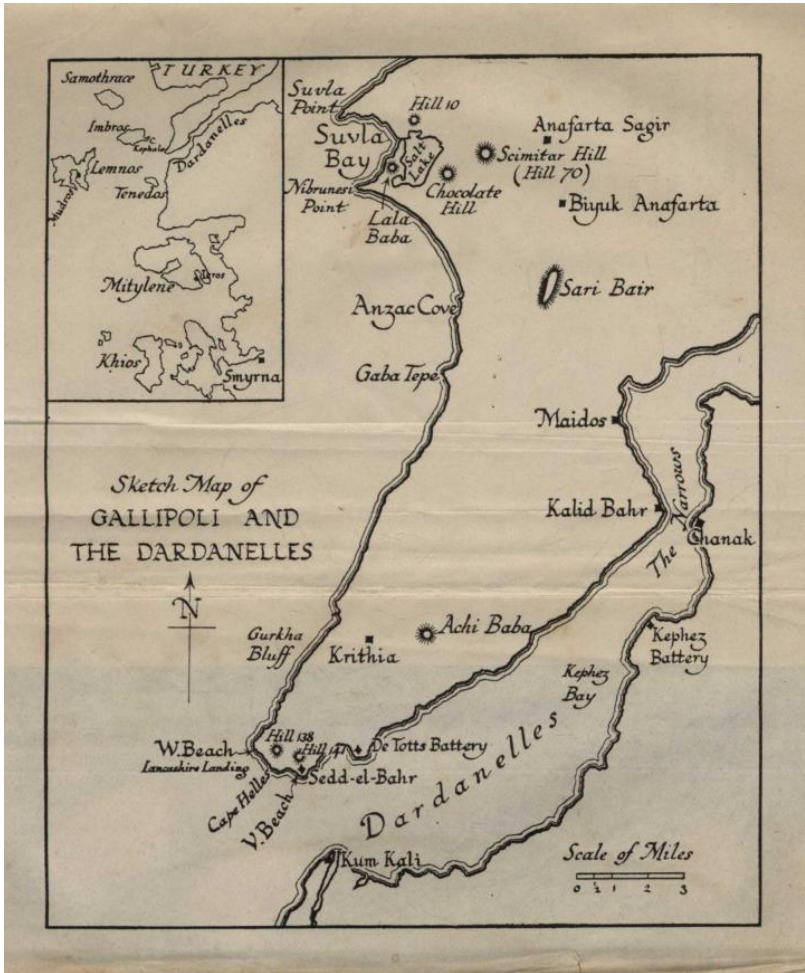 TURKEY
Samothrace
Imbros
C. Kephalo
Dardanelles
Lemnos
Mudros
Tenedos
Mitylene
Khios
Smyrna
Suvla
Point
Hill 10
Suvla
Bay
Salt
Lake
Anafarta Sagir
Scimitar Hill
(Hill 70)
Nibrunesi
Point
Lala
Baba
Chocolate
Hill
Biyuk Anafarta
Sari Bair
Anzac Cove
Gaba Tepe
Maidos
Kalid Bahr
The Narrows
Chanak
Sketch Map of
GALLIPOLI AND
THE DARDANELLES
N
Gurkha
Bluff
Krithia
Achi Baba
Kephez
Battery
Kephez
Bay
Hill 138
Hill 141
De Totts Battery
W. Beach
Lancashire Landing
Sedd-el-Bahr
Cape Helles
V. Beach
Dardanelles
Kum Kali
Scale of Miles
0 ½ 1 2 3